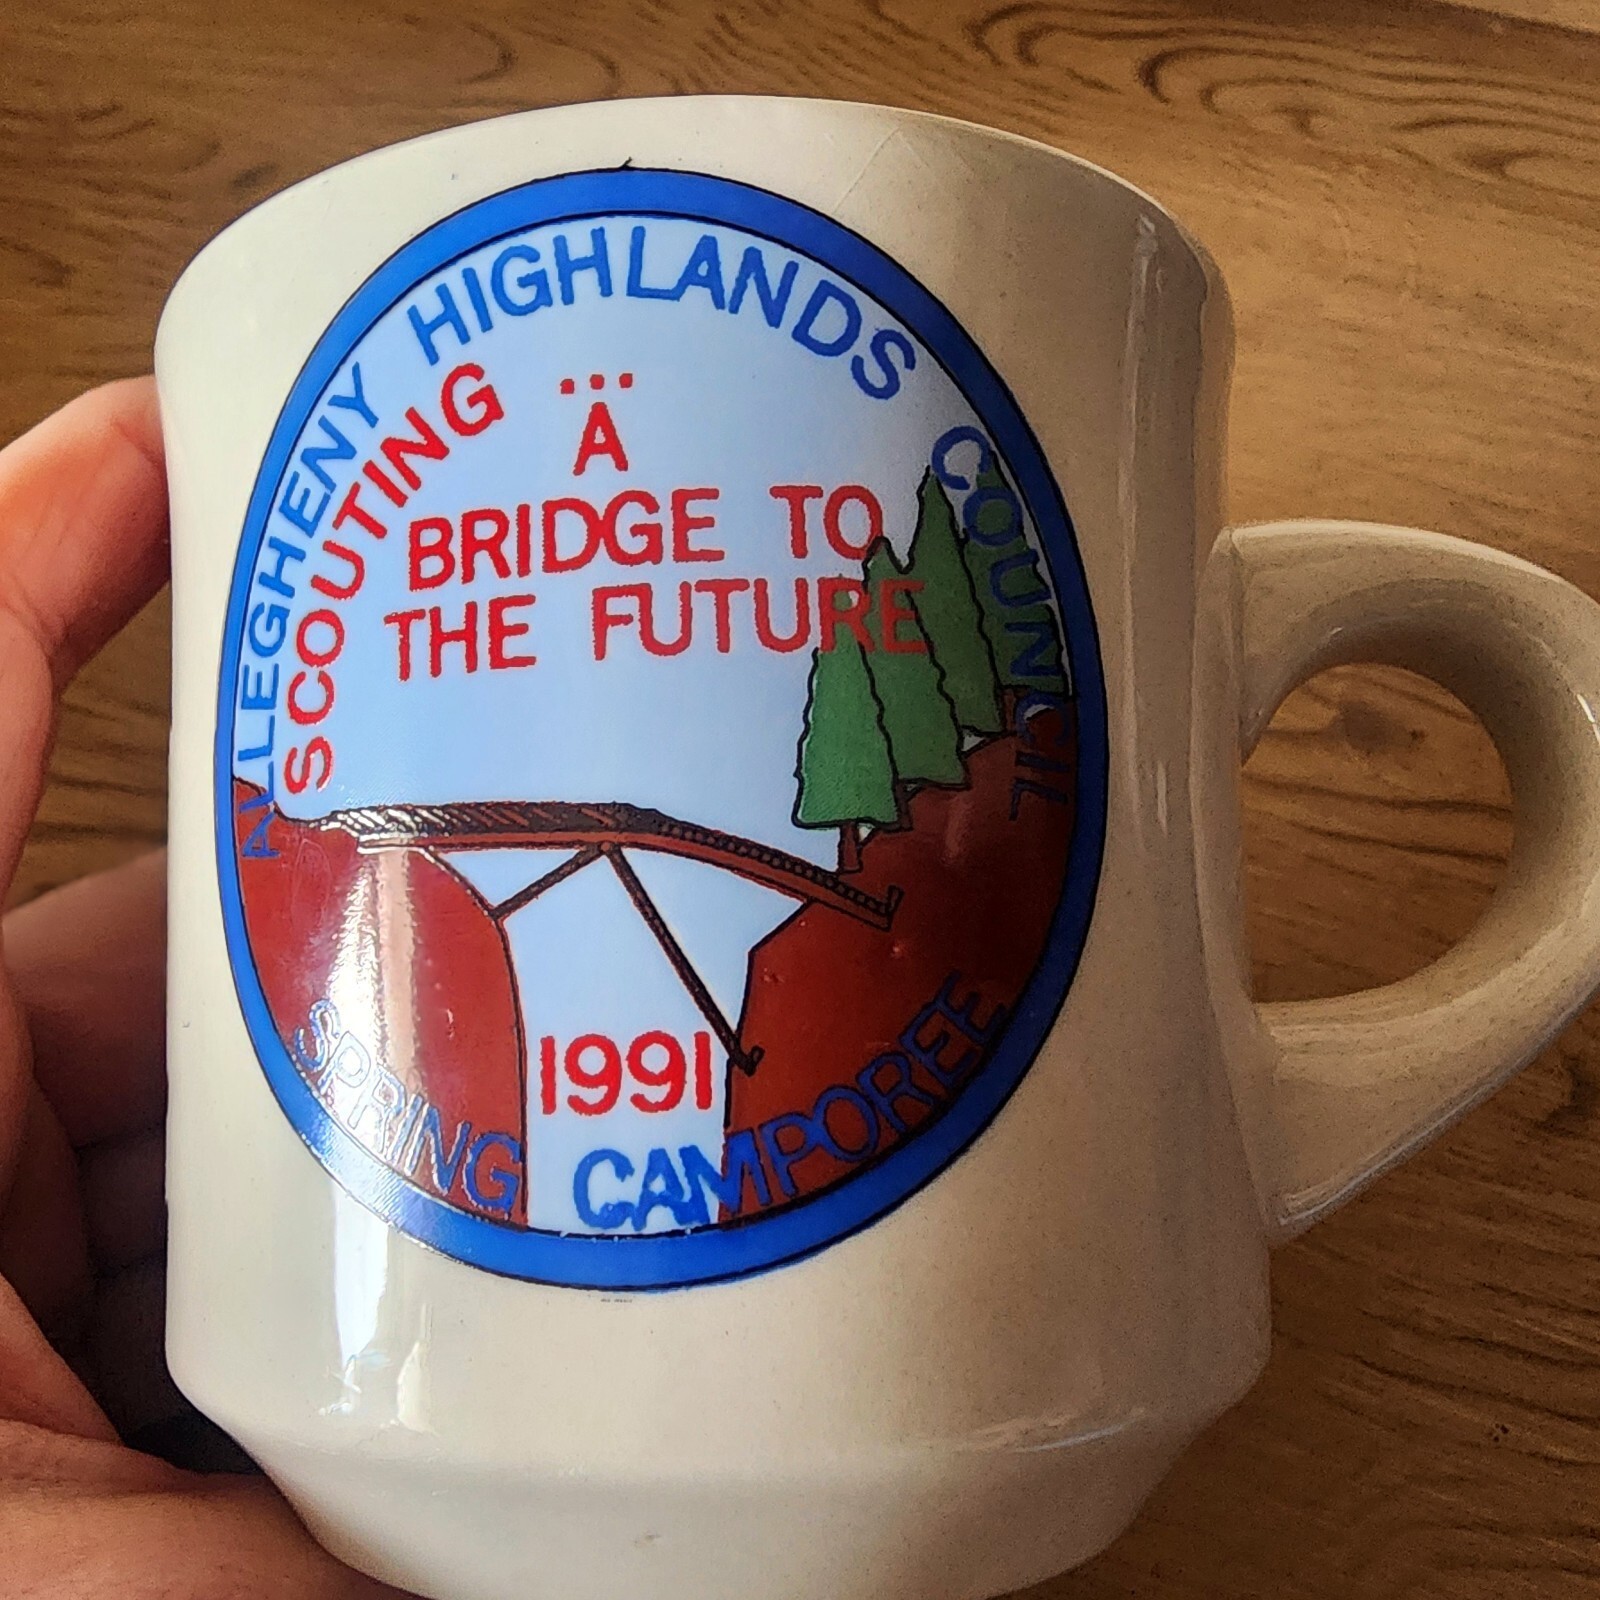 ALLEGHENY HIGHLANDS COUNCIL
SCOUTING ...
A
BRIDGE TO
THE FUTURE
1991
SPRING CAMPOREE